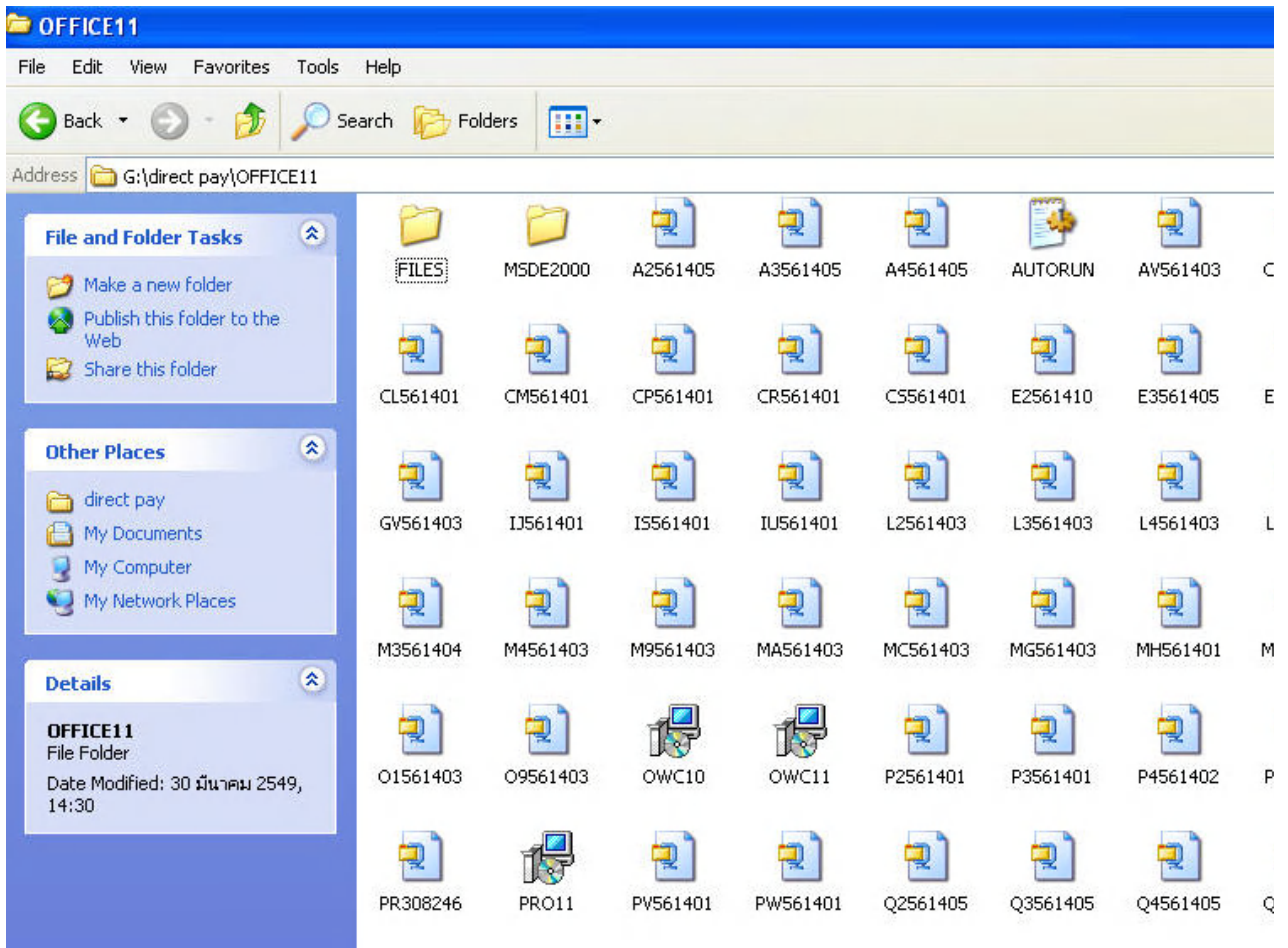 OFFICE11
File Edit View Favorites Tools Help
Back Search Folders
Address G:\direct pay\OFFICE11
File and Folder Tasks
Make a new folder
Publish this folder to the
Web
Share this folder
Other Places
direct pay
My Documents
My Computer
My Network Places
Details
OFFICE11
File Folder
Date Modified: 30 มีนาคม 2549,
14:30
FILES MSDE2000 A2561405 A3561405 A4561405 AUTORUN AV561403 C
CL561401 CM561401 CP561401 CR561401 CS561401 E2561410 E3561405 E
GV561403 IJ561401 IS561401 IU561401 L2561403 L3561403 L4561403 L
M3561404 M4561403 M9561403 MA561403 MC561403 MG561403 MH561401 M
O1561403 O9561403 OWC10 OWC11 P2561401 P3561401 P4561402 P
PR308246 PRO11 PV561401 PW561401 Q2561405 Q3561405 Q4561405 Q